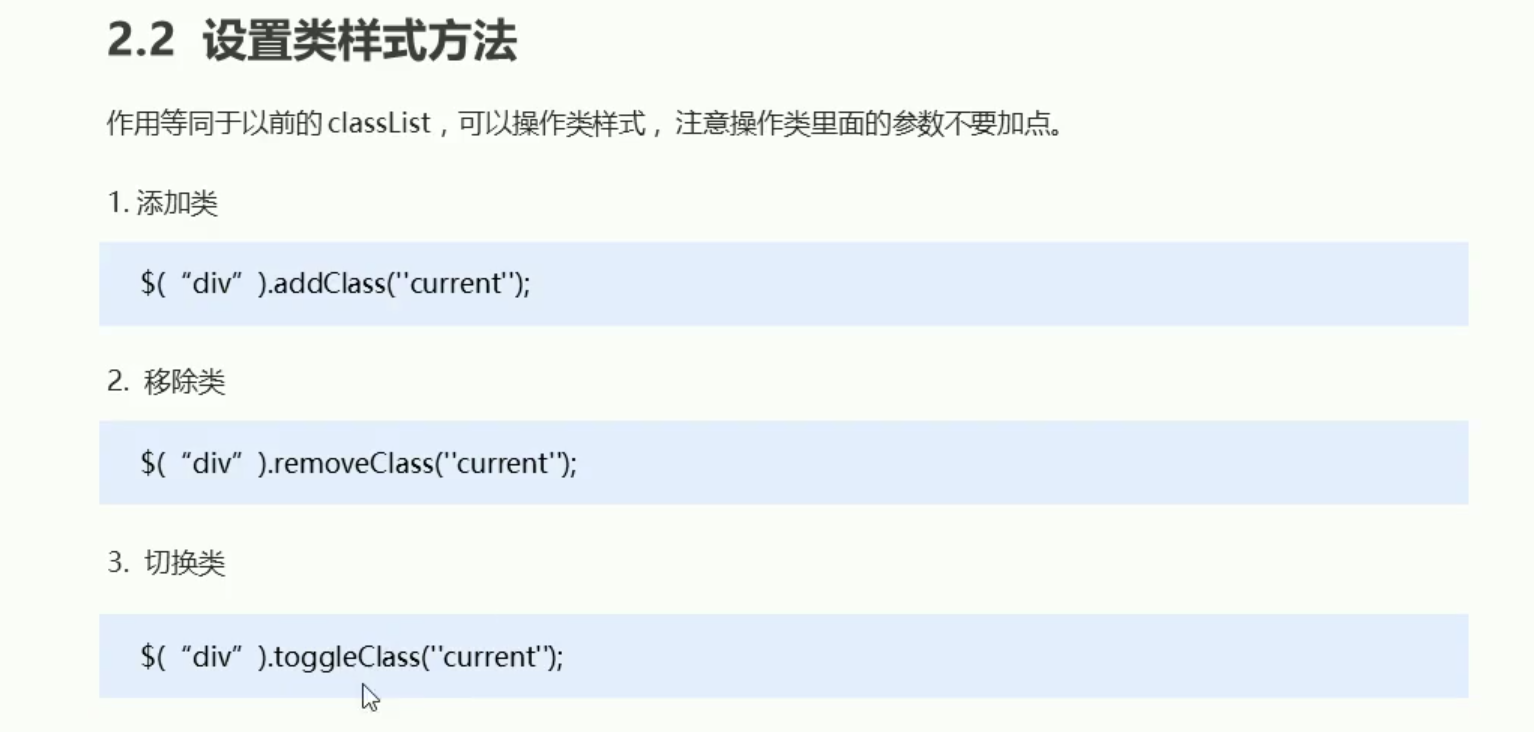 2.2 设置类样式方法
作用等同于以前的 classList，可以操作类样式， 注意操作类里面的参数不要加点。
1. 添加类
$(“div”).addClass(''current'');
2. 移除类
$(“div”).removeClass(''current'');
3. 切换类
$(“div”).toggleClass(''current'');